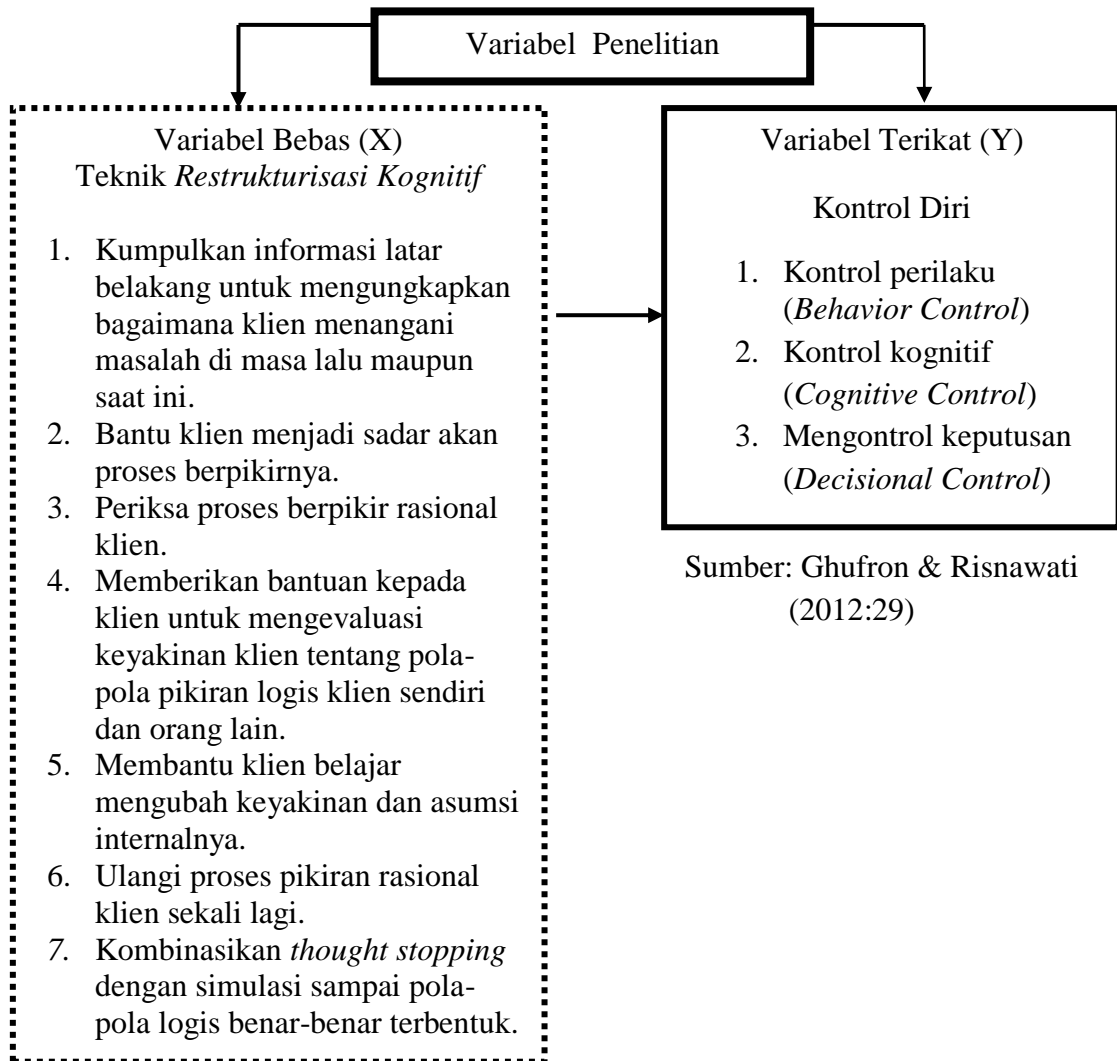 Variabel Penelitian
Variabel Bebas (X)
Teknik Restrukturisasi Kognitif
1. Kumpulkan informasi latar
belakang untuk mengungkapkan
bagaimana klien menangani
masalah di masa lalu maupun
saat ini.
2. Bantu klien menjadi sadar akan
proses berpikirnya.
3. Periksa proses berpikir rasional
klien.
4. Memberikan bantuan kepada
klien untuk mengevaluasi
keyakinan klien tentang pola-
pola pikiran logis klien sendiri
dan orang lain.
5. Membantu klien belajar
mengubah keyakinan dan asumsi
internalnya.
6. Ulangi proses pikiran rasional
klien sekali lagi.
7. Kombinasikan thought stopping
dengan simulasi sampai pola-
pola logis benar-benar terbentuk.
Variabel Terikat (Y)
Kontrol Diri
1. Kontrol perilaku
(Behavior Control)
2. Kontrol kognitif
(Cognitive Control)
3. Mengontrol keputusan
(Decisional Control)
Sumber: Ghufron & Risnawati
(2012:29)